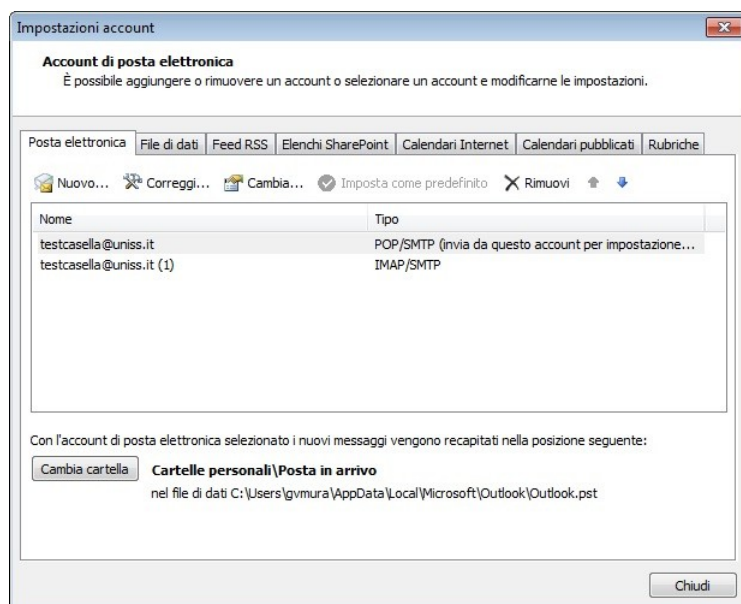 Impostazioni account
Account di posta elettronica
È possibile aggiungere o rimuovere un account o selezionare un account e modificarne le impostazioni.
Posta elettronica File di dati Feed RSS Elenchi SharePoint Calendari Internet Calendari pubblicati Rubriche
Nuovo... Correggi... Cambia... Imposta come predefinito Rimuovi
Nome Tipo
testcasella@uniss.it POP/SMTP (invia da questo account per impostazione...
testcasella@uniss.it (1) IMAP/SMTP
Con l'account di posta elettronica selezionato i nuovi messaggi vengono recapitati nella posizione seguente:
Cambia cartella Cartelle personali\Posta in arrivo
nel file di dati C:\Users\gvmura\AppData\Local\Microsoft\Outlook\Outlook.pst
Chiudi